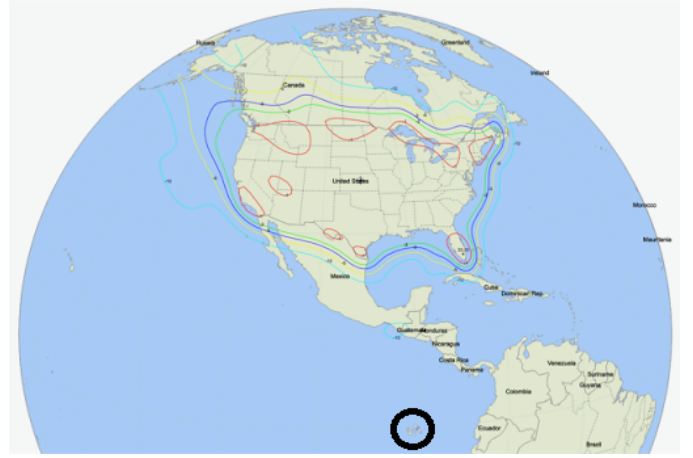 Russia
Greenland
Ireland
Canada
United States
Morocco
Mauritania
Mexico
Cuba
Dominican Rep.
Guatemala
Honduras
Nicaragua
Costa Rica
Panama
Venezuela
Suriname
Guyana
Colombia
Ecuador
Brazil